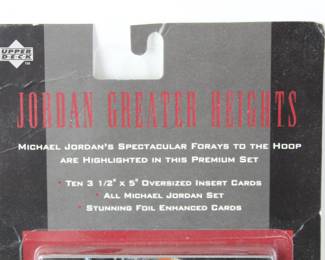 UPPER
DECK
JORDAN GREATER HEIGHTS
MICHAEL JORDAN'S SPECTACULAR FORAYS TO THE HOOP
ARE HIGHLIGHTED IN THIS PREMIUM SET
• TEN 3 1/2" X 5" OVERSIZED INSERT CARDS
• ALL MICHAEL JORDAN SET
• STUNNING FOIL ENHANCED CARDS